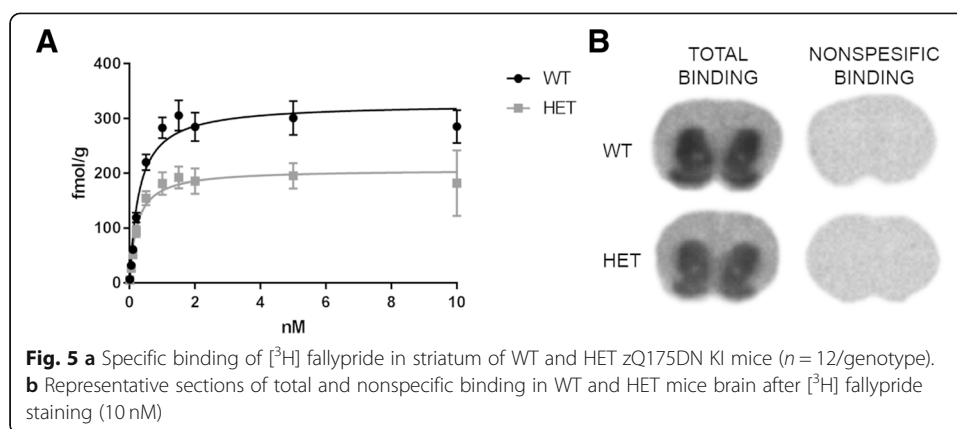 A
400
300
200
100
0
fmol/g
0
2
4
6
8
10
nM
WT
HET
B
TOTAL
BINDING
NONSPESIFIC
BINDING
WT
HET
Fig. 5 a Specific binding of [³H] fallypride in striatum of WT and HET zQ175DN KI mice (n = 12/genotype).
b Representative sections of total and nonspecific binding in WT and HET mice brain after [³H] fallypride
staining (10 nM)